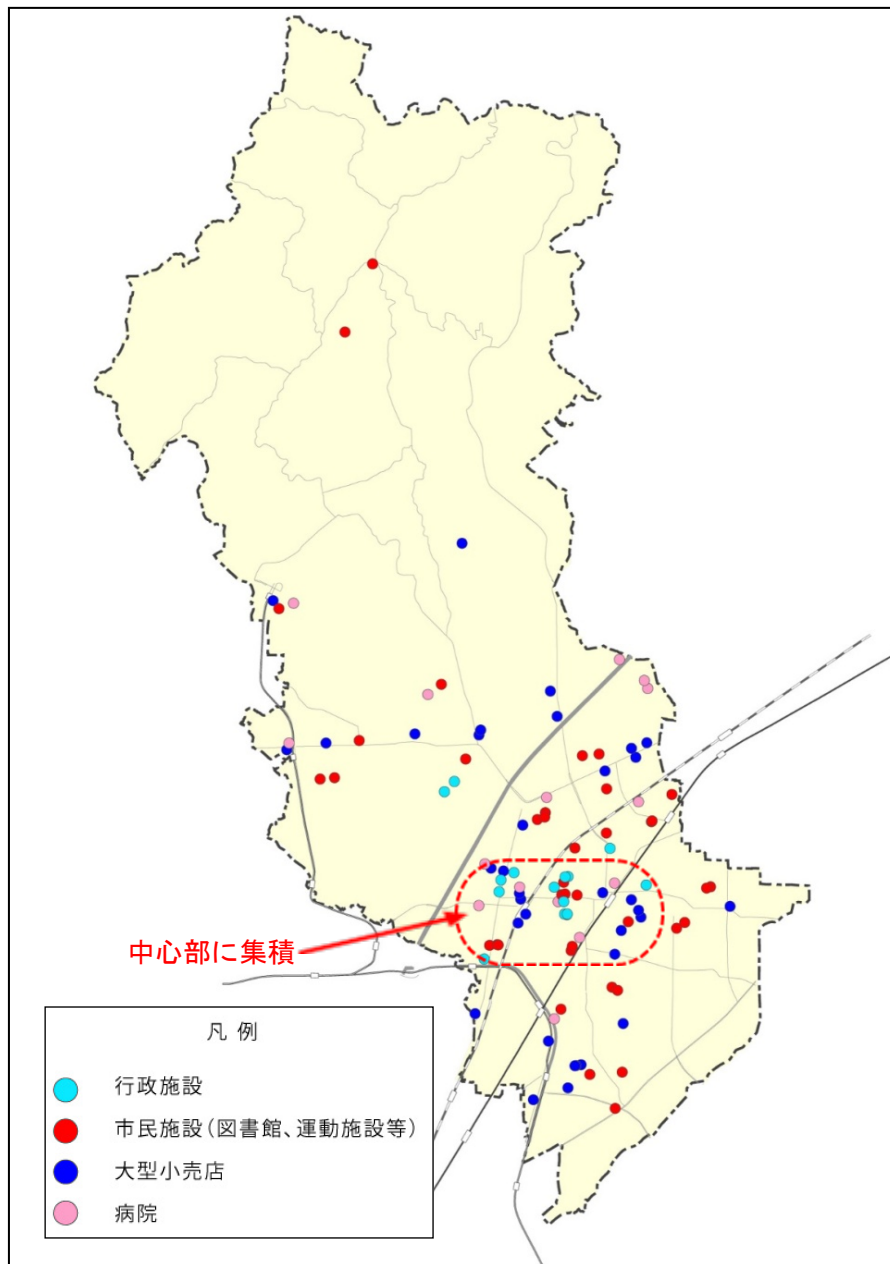 中心部に集積
凡 例
行政施設
市民施設(図書館、運動施設等)
大型小売店
病院